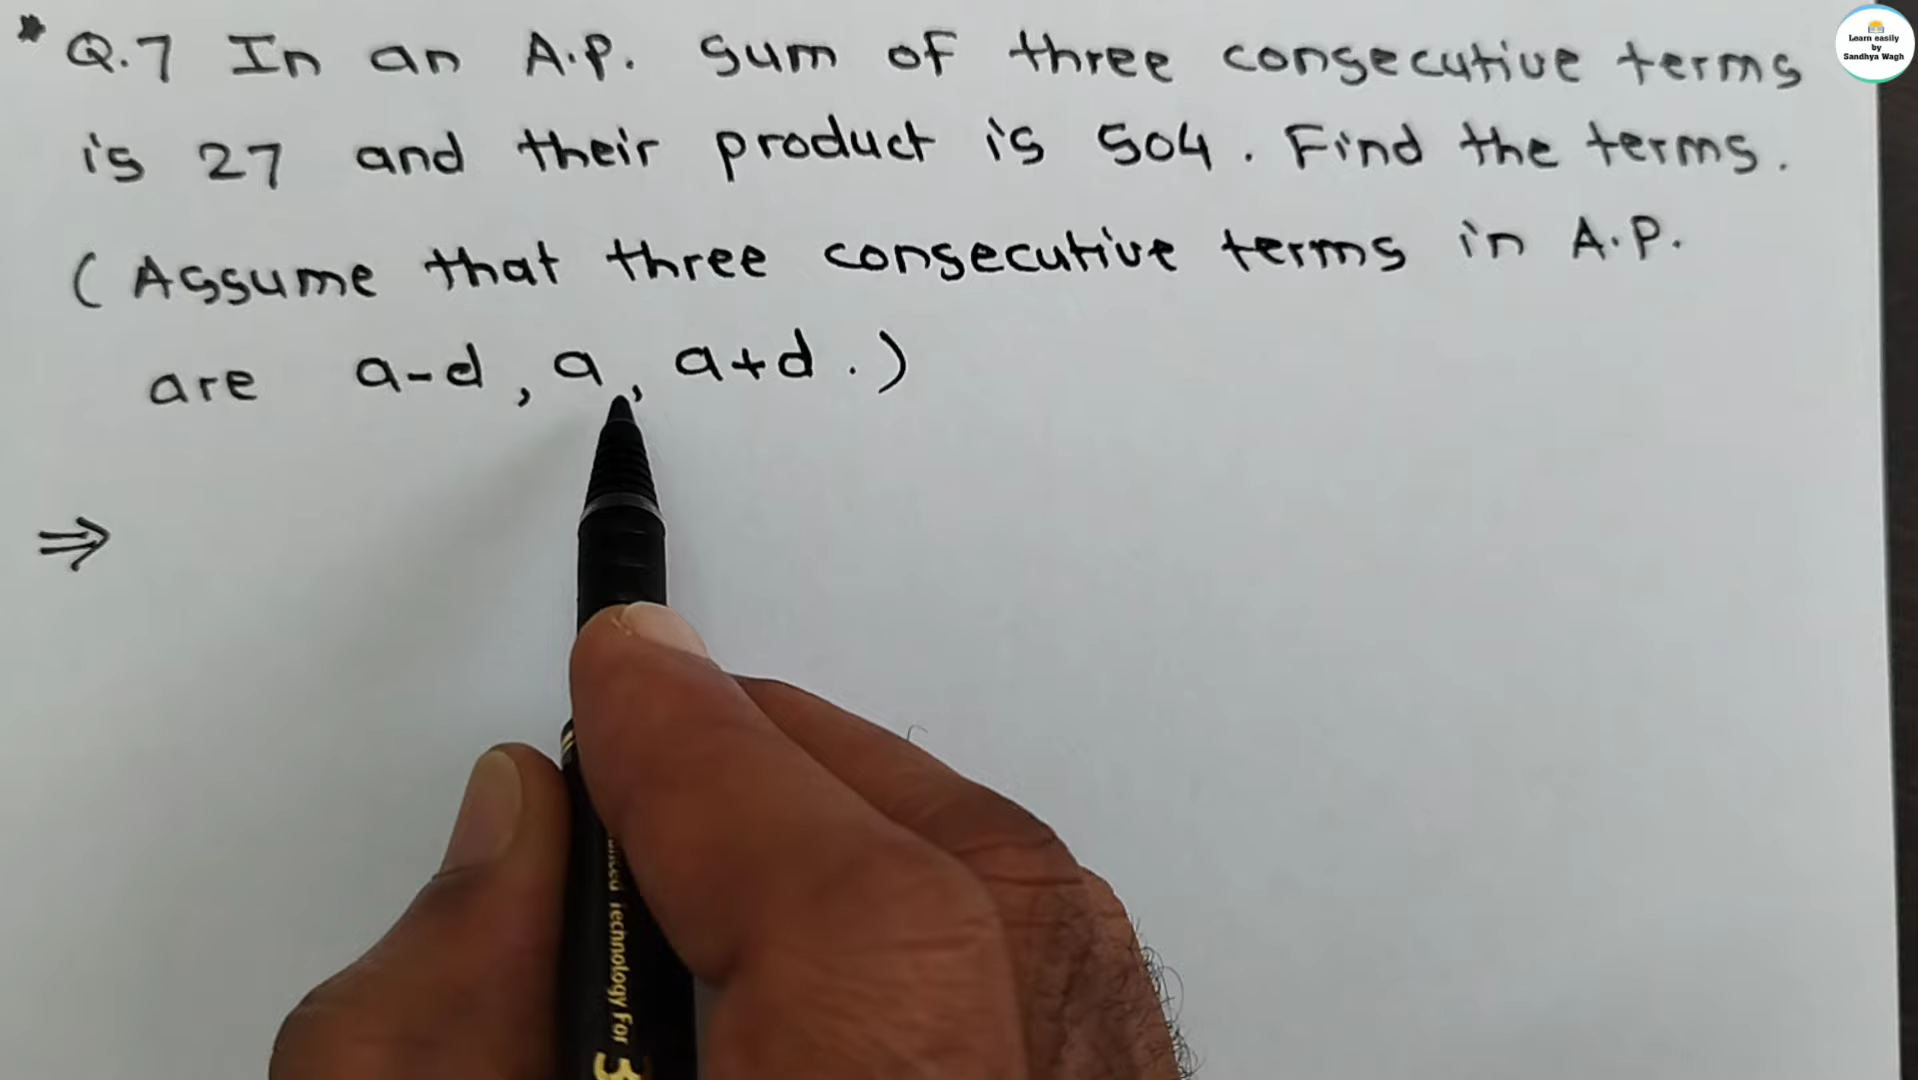 * Q.7 In an A.P. sum of three consecutive terms
is 27 and their product is 504. Find the terms.
(Assume that three consecutive terms in A.P.
are a-d, a, a+d.)
⇒
Learn easily
by
Sandhya Wagh
Technology For